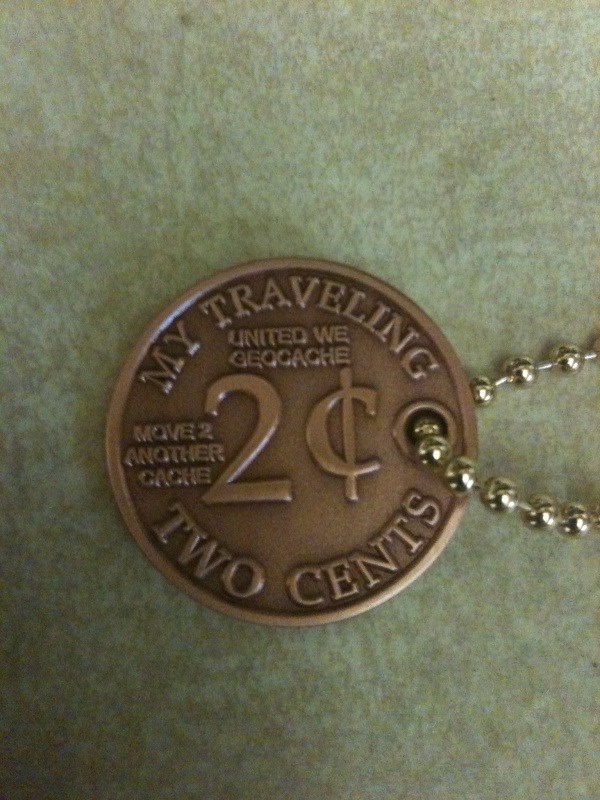 MY TRAVELING
UNITED WE
GEOCACHE
2¢
MOVE 2
ANOTHER
CACHE
TWO CENTS